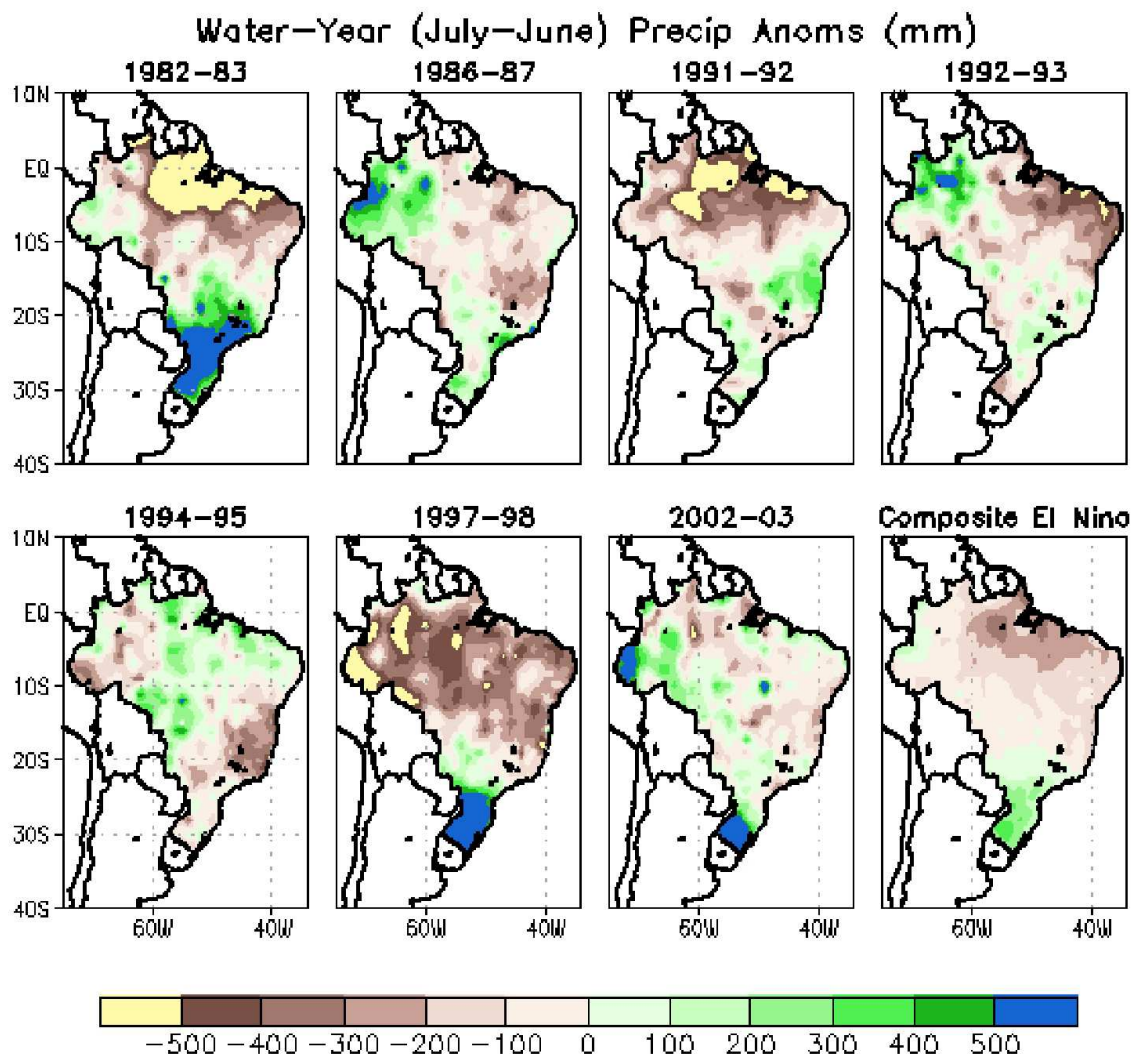 Water-Year (July-June) Precip Anoms (mm)
1982-83 1986-87 1991-92 1992-93
10N
EQ
10S
20S
30S
40S
1994-95 1997-98 2002-03 Composite El Nino
10N
EQ
10S
20S
30S
40S
60W 40W 60W 40W 60W 40W 60W 40W
-500 -400 -300 -200 -100 0 100 200 300 400 500